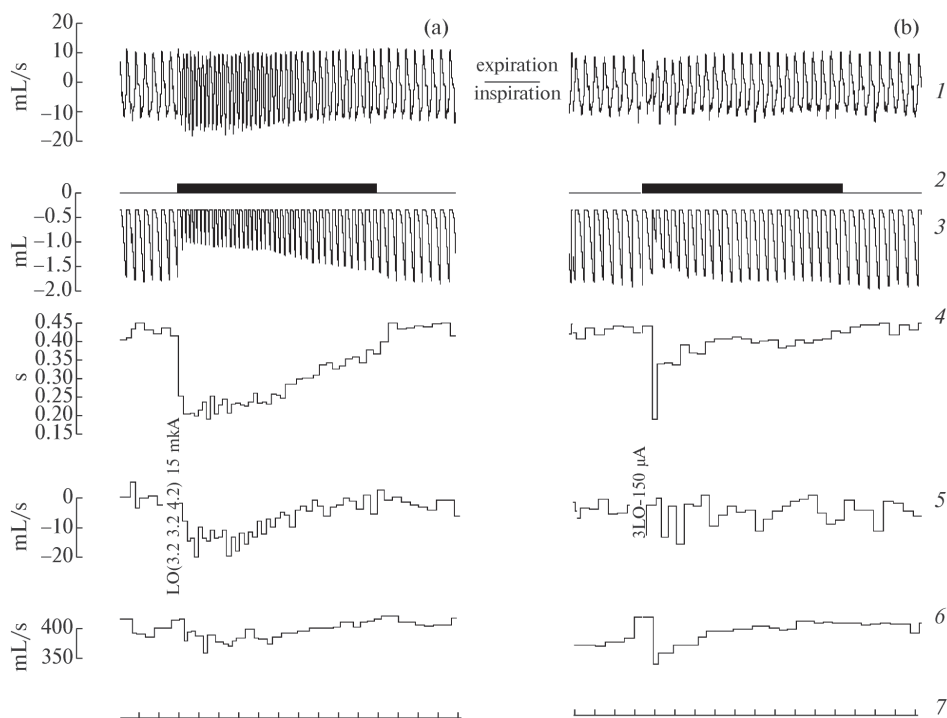 (a)
(b)
20
10
0
−10
−20
mL/s
expiration
inspiration
1
2
0
−0.5
−1.0
−1.5
−2.0
mL
3
0.45
0.40
0.35
0.30
0.25
0.20
0.15
s
4
LO(3.2 3.2 4.2) 15 mkA
3LO-150 μA
0
−10
−20
mL/s
5
400
350
mL/s
6
7